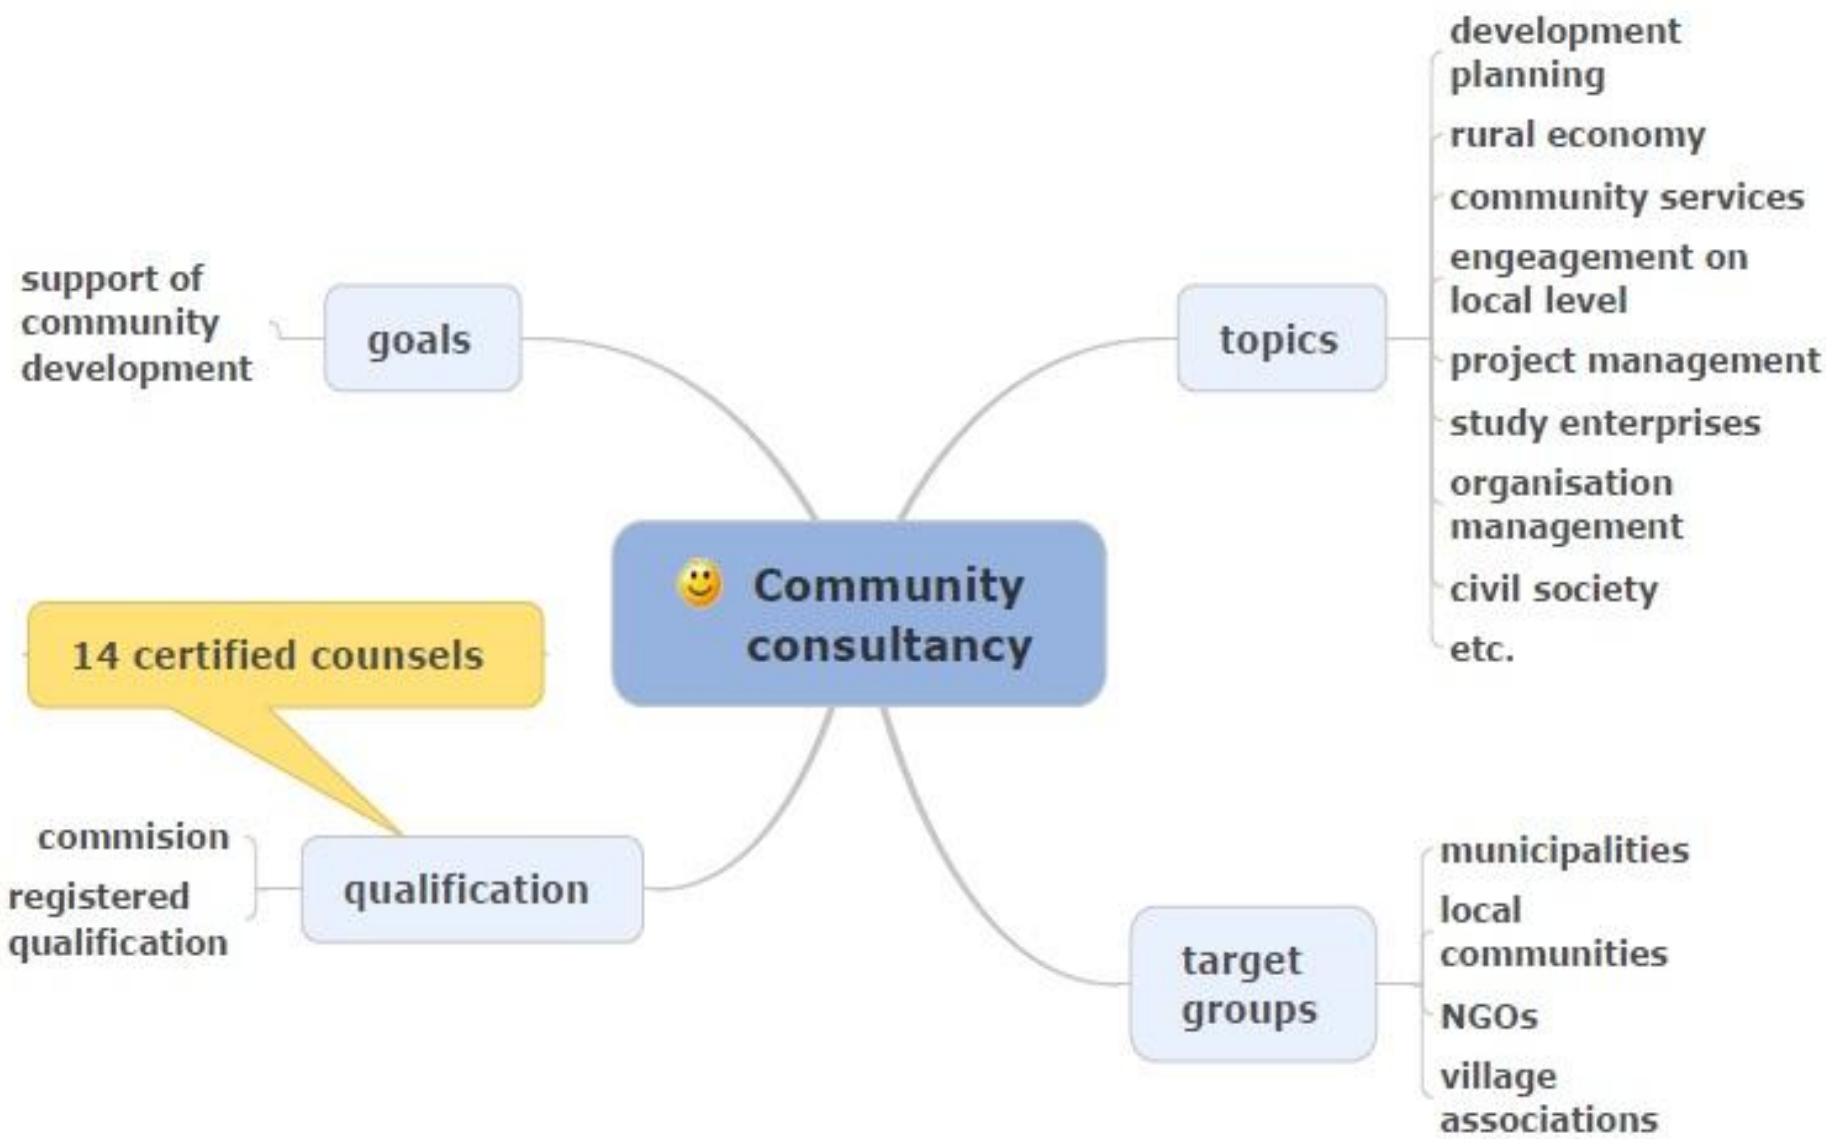 Community
consultancy
goals
support of
community
development
topics
development
planning
rural economy
community services
engeagement on
local level
project management
study enterprises
organisation
management
civil society
etc.
14 certified counsels
qualification
commision
registered
qualification
target
groups
municipalities
local
communities
NGOs
village
associations